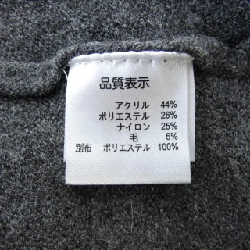 品質表示
アクリル 44%
ポリエステル 25%
ナイロン 25%
毛 6%
別布 ポリエステル 100%